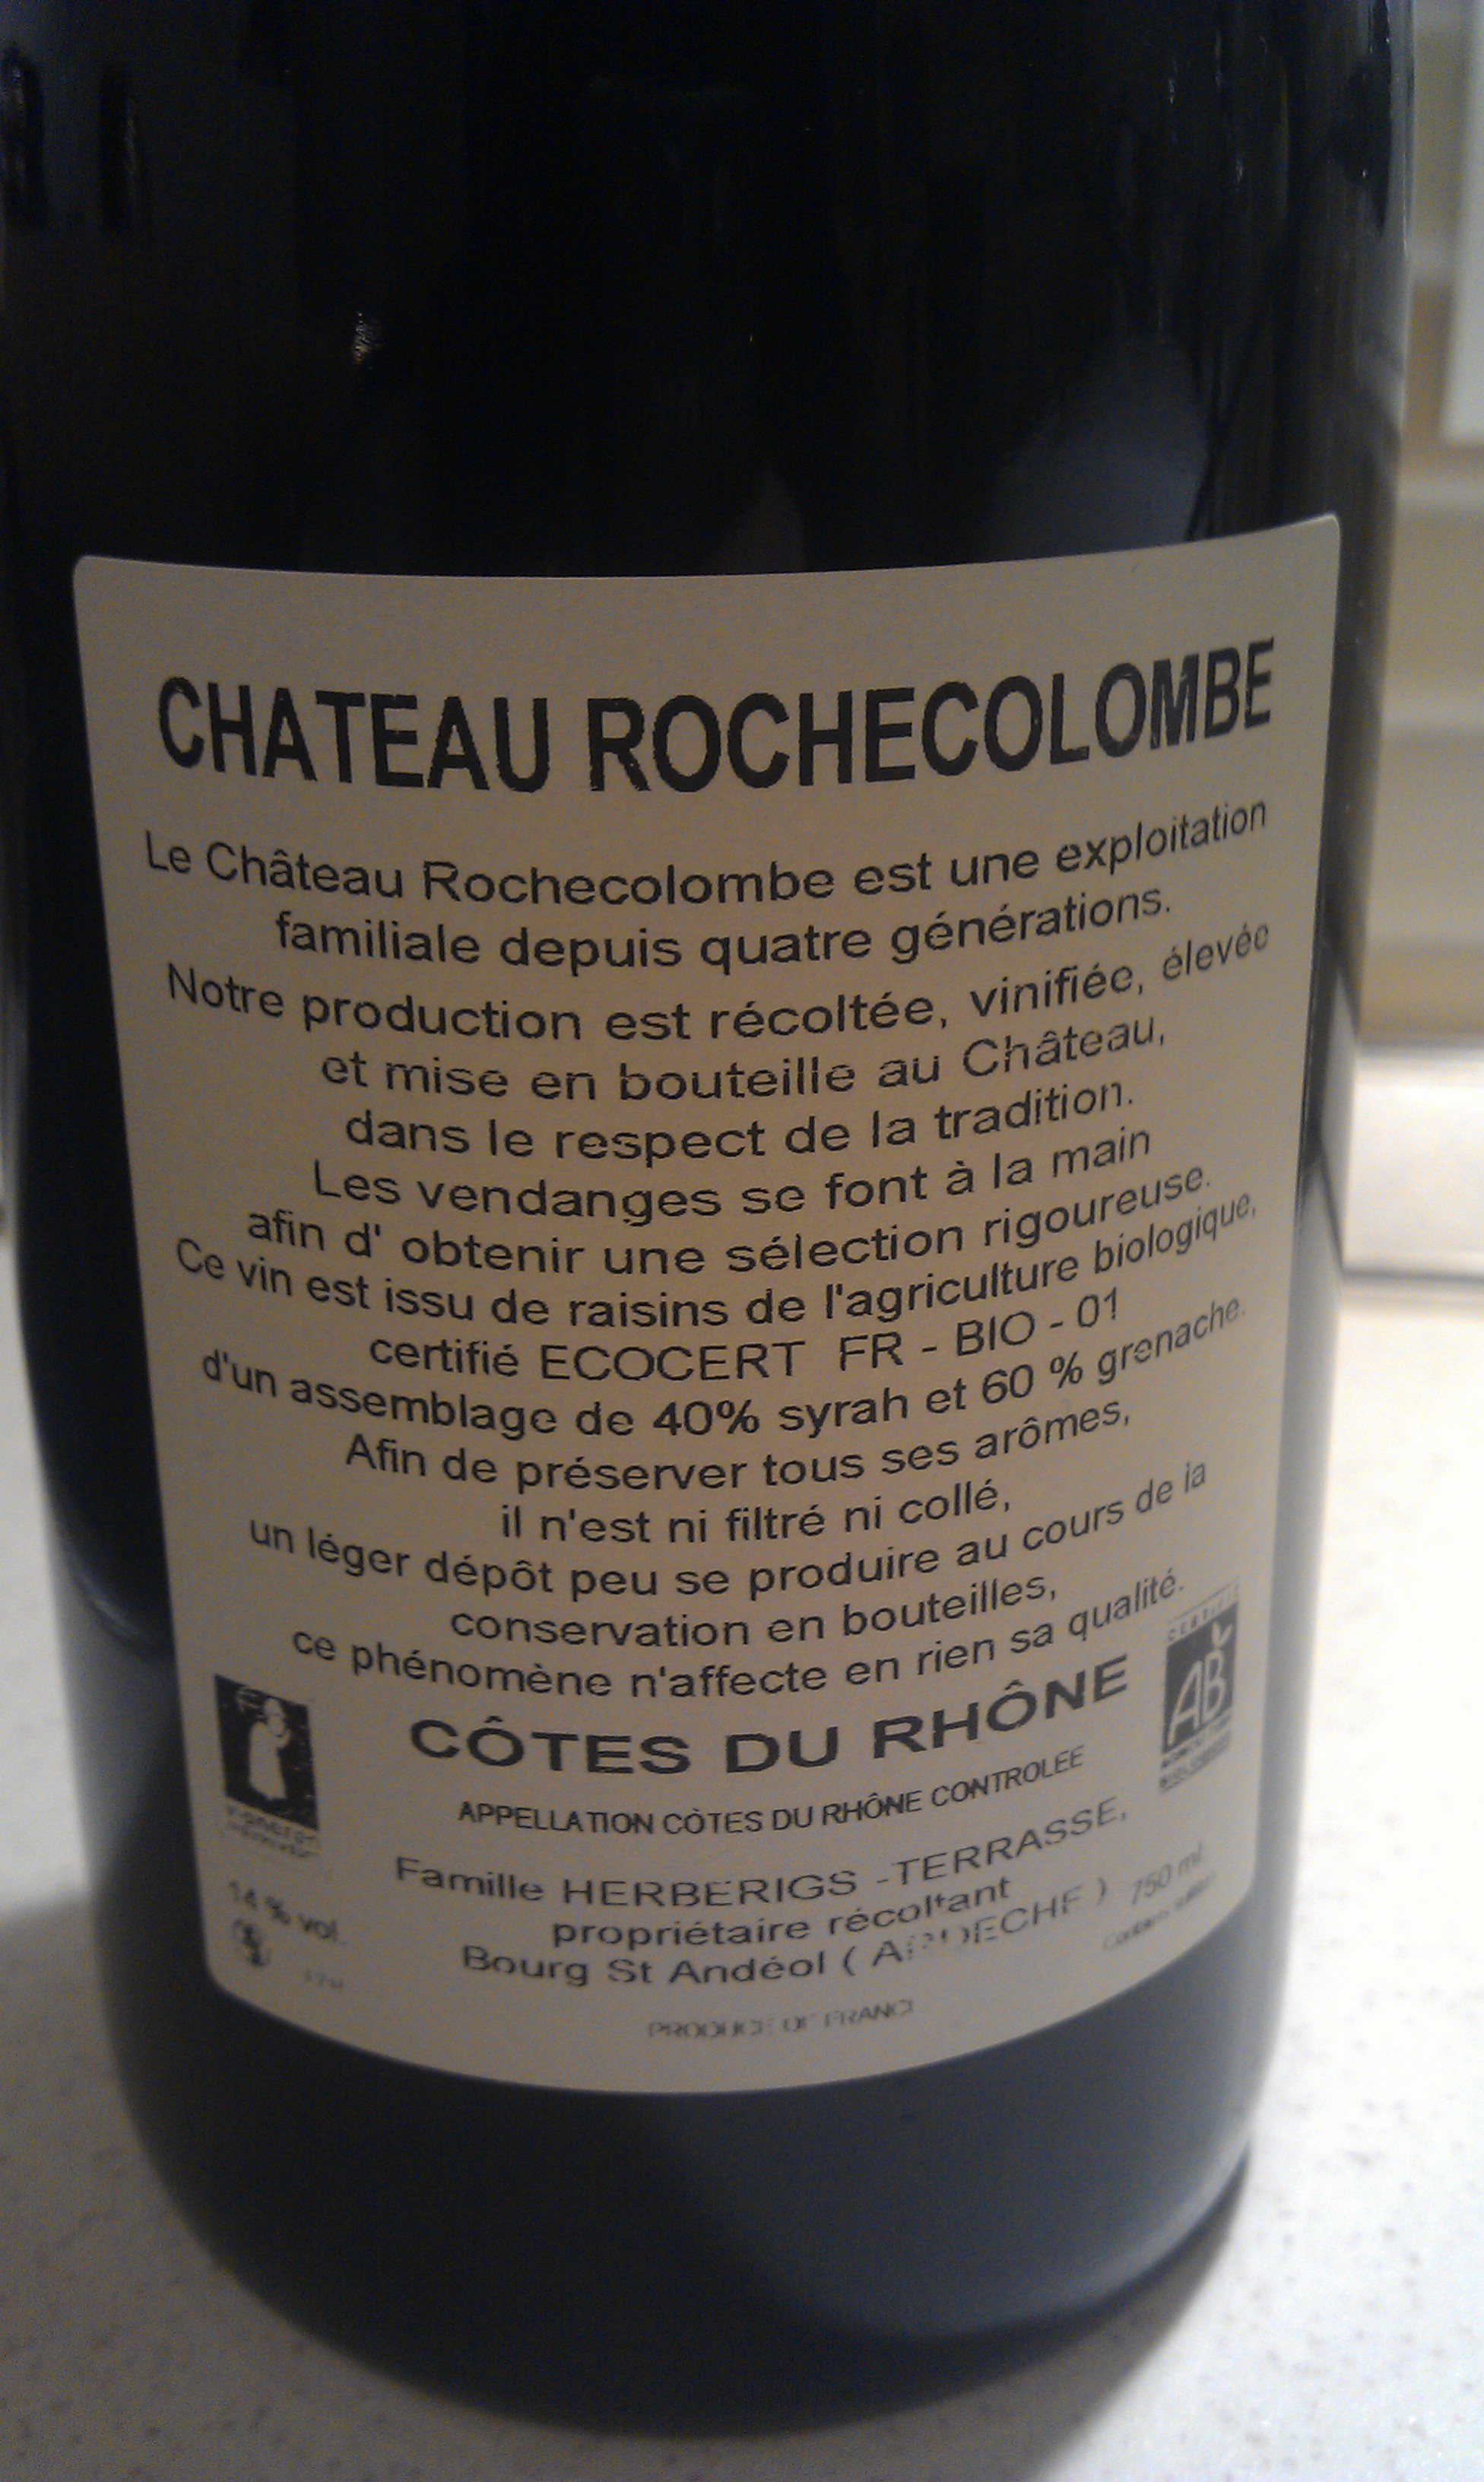 CHATEAU ROCHECOLOMBE
Le Château Rochecolombe est une exploitation
familiale depuis quatre générations.
Notre production est récoltée, vinifiée, élevée
et mise en bouteille au Château,
dans le respect de la tradition.
Les vendanges se font à la main
afin d' obtenir une sélection rigoureuse.
Ce vin est issu de raisins de l'agriculture biologique,
certifié ECOCERT FR - BIO - 01
d'un assemblage de 40% syrah et 60 % grenache.
Afin de préserver tous ses arômes,
il n'est ni filtré ni collé,
un léger dépôt peu se produire au cours de la
conservation en bouteilles,
ce phénomène n'affecte en rien sa qualité.
CERTIFIÉ
AB
CÔTES DU RHÔNE
APPELLATION CÔTES DU RHÔNE CONTROLEE
Famille HERBERIGS -TERRASSE,
propriétaire récoltant
Bourg St Andéol ( ARDECHE )
14 % vol.
750 ml
PRODUCE OF FRANCE